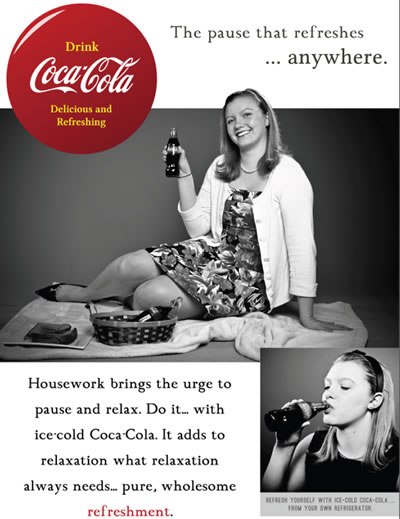 The pause that refreshes
... anywhere.
Drink
Coca-Cola
Delicious and
Refreshing
Housework brings the urge to
pause and relax. Do it... with
ice-cold Coca-Cola. It adds to
relaxation what relaxation
always needs... pure, wholesome
refreshment.
REFRESH YOURSELF WITH ICE-COLD COCA-COLA ...
FROM YOUR OWN REFRIGERATOR.